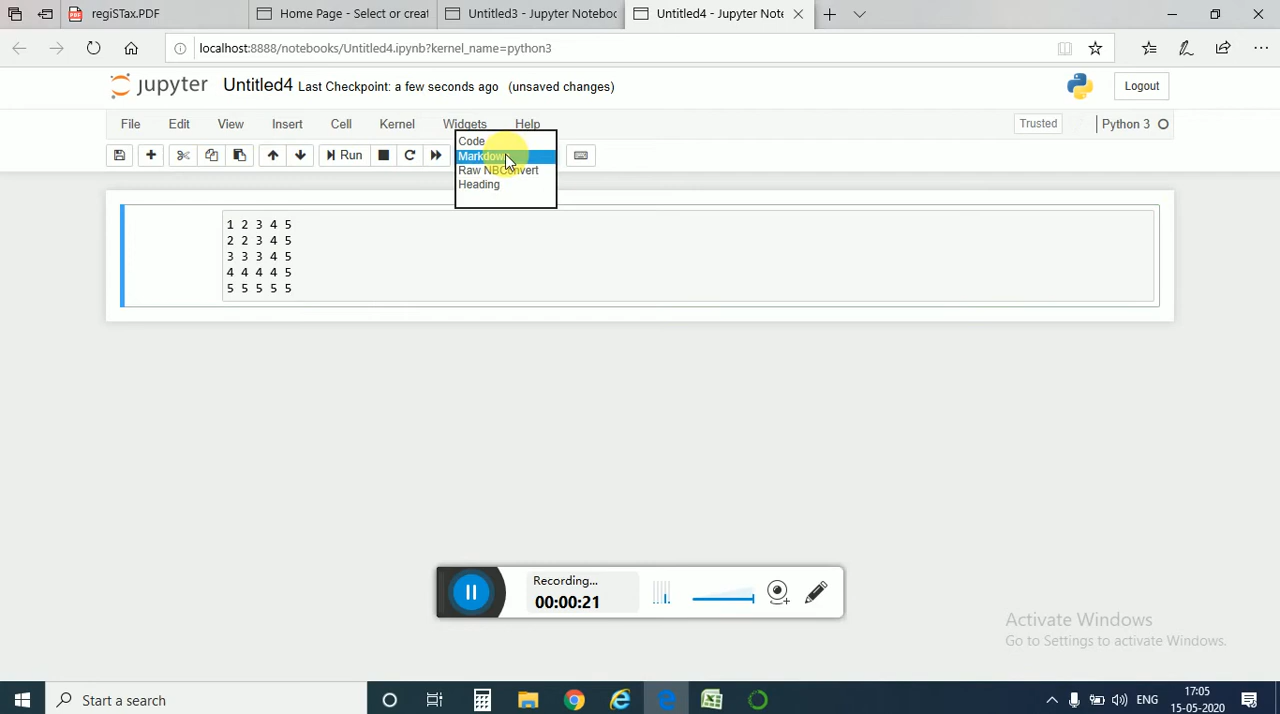 regiSTax.PDF
Home Page - Select or creat
Untitled3 - Jupyter Noteboo
Untitled4 - Jupyter Note
localhost:8888/notebooks/Untitled4.ipynb?kernel_name=python3
jupyter Untitled4 Last Checkpoint: a few seconds ago (unsaved changes)
Logout
File Edit View Insert Cell Kernel Widgets Help
Trusted
Python 3
Run
Code
Markdown
Raw NBConvert
Heading
1 2 3 4 5
2 2 3 4 5
3 3 3 4 5
4 4 4 4 5
5 5 5 5 5
Recording...
00:00:21
Activate Windows
Go to Settings to activate Windows.
Start a search
ENG
17:05
15-05-2020